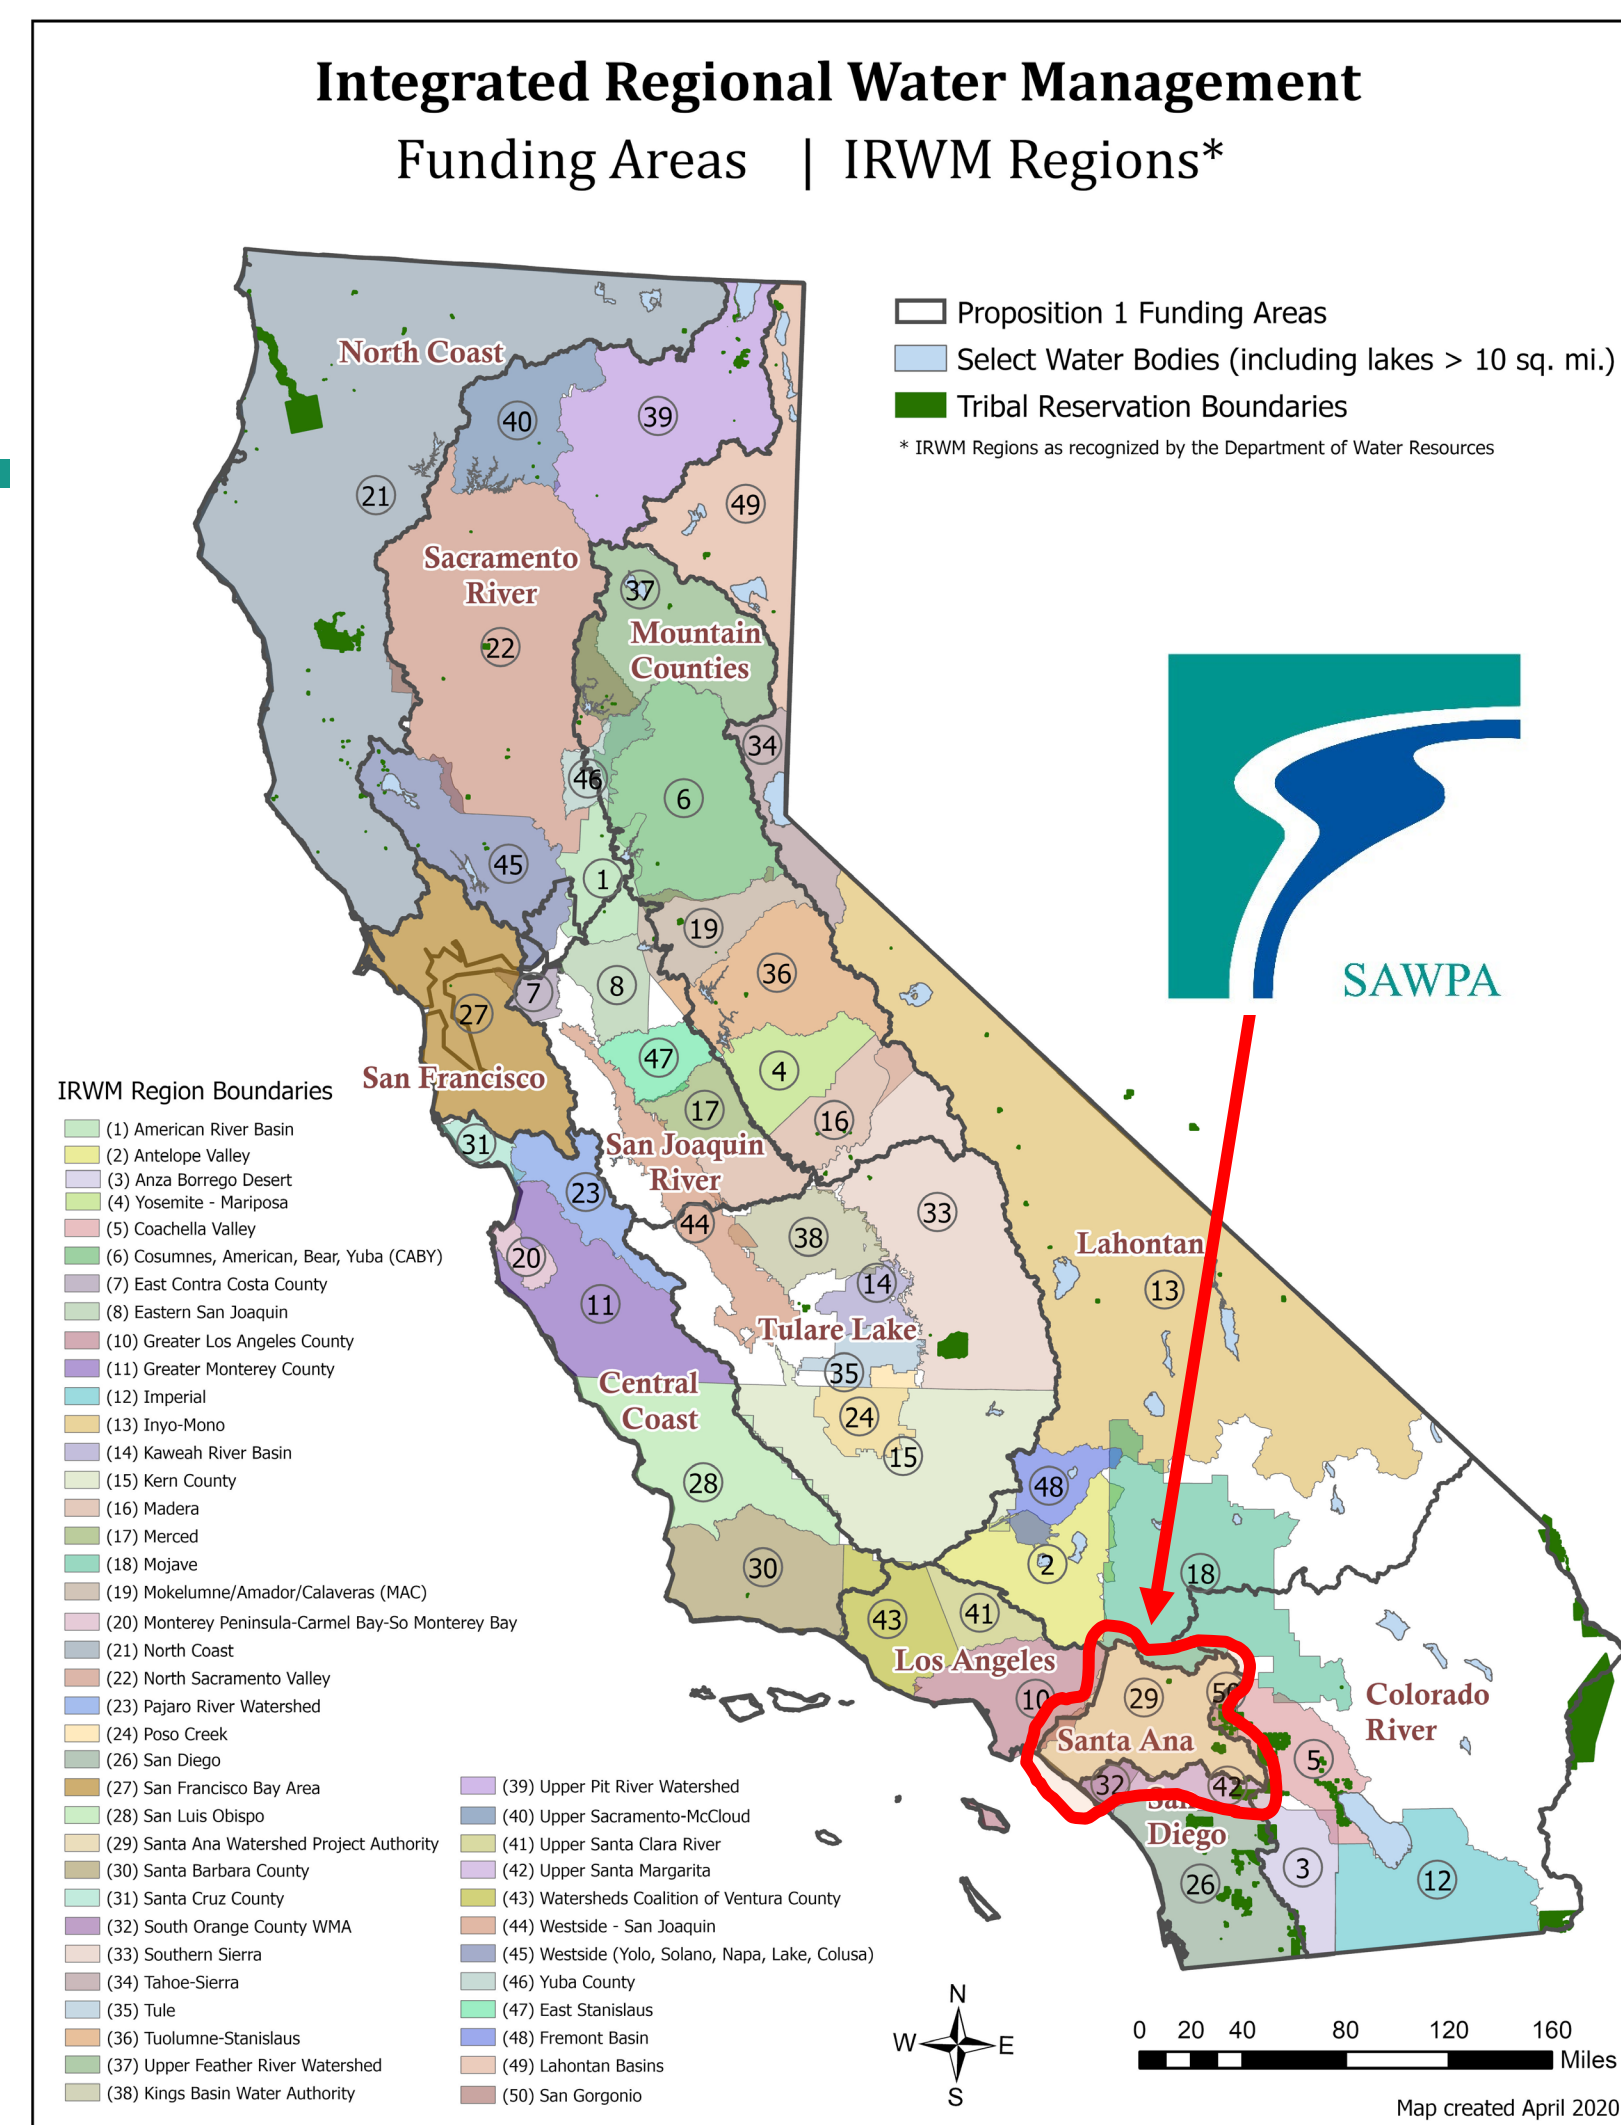 Integrated Regional Water Management
Funding Areas | IRWM Regions*
Proposition 1 Funding Areas
Select Water Bodies (including lakes > 10 sq. mi.)
Tribal Reservation Boundaries
* IRWM Regions as recognized by the Department of Water Resources
North Coast
40
39
21
49
Sacramento
River
37
22
Mountain
Counties
34
46
6
45
1
19
36
8
7
27
47
4
San Francisco
17
16
31
San Joaquin
River
23
33
44
38
20
14
11
Lahontan
13
Tulare Lake
35
Central
Coast
24
15
28
48
2
18
30
43
41
Los Angeles
10
29
50
Santa Ana
Colorado
River
5
32
42
San
Diego
26
3
12
SAWPA
IRWM Region Boundaries
(1) American River Basin
(2) Antelope Valley
(3) Anza Borrego Desert
(4) Yosemite - Mariposa
(5) Coachella Valley
(6) Cosumnes, American, Bear, Yuba (CABY)
(7) East Contra Costa County
(8) Eastern San Joaquin
(10) Greater Los Angeles County
(11) Greater Monterey County
(12) Imperial
(13) Inyo-Mono
(14) Kaweah River Basin
(15) Kern County
(16) Madera
(17) Merced
(18) Mojave
(19) Mokelumne/Amador/Calaveras (MAC)
(20) Monterey Peninsula-Carmel Bay-So Monterey Bay
(21) North Coast
(22) North Sacramento Valley
(23) Pajaro River Watershed
(24) Poso Creek
(26) San Diego
(27) San Francisco Bay Area
(28) San Luis Obispo
(29) Santa Ana Watershed Project Authority
(30) Santa Barbara County
(31) Santa Cruz County
(32) South Orange County WMA
(33) Southern Sierra
(34) Tahoe-Sierra
(35) Tule
(36) Tuolumne-Stanislaus
(37) Upper Feather River Watershed
(38) Kings Basin Water Authority
(39) Upper Pit River Watershed
(40) Upper Sacramento-McCloud
(41) Upper Santa Clara River
(42) Upper Santa Margarita
(43) Watersheds Coalition of Ventura County
(44) Westside - San Joaquin
(45) Westside (Yolo, Solano, Napa, Lake, Colusa)
(46) Yuba County
(47) East Stanislaus
(48) Fremont Basin
(49) Lahontan Basins
(50) San Gorgonio
N
W E
S
0 20 40 80 120 160
Miles
Map created April 2020